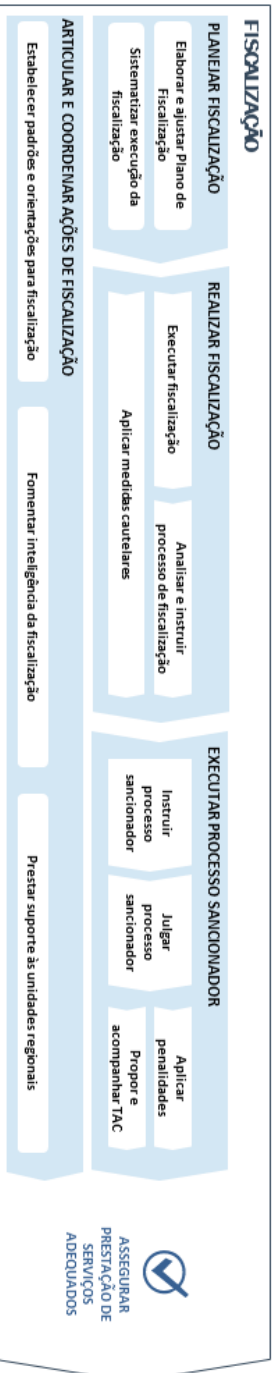 FISCALIZAÇÃO
PLANEJAR FISCALIZAÇÃO
Elaborar e ajustar Plano de
Fiscalização
Sistematizar execução da
fiscalização
REALIZAR FISCALIZAÇÃO
Executar fiscalização
Analisar e instruir
processo de fiscalização
Aplicar medidas cautelares
EXECUTAR PROCESSO SANCIONADOR
Instruir
processo
sancionador
Julgar
processo
sancionador
Aplicar
penalidades
Propor e
acompanhar TAC
ARTICULAR E COORDENAR AÇÕES DE FISCALIZAÇÃO
Estabelecer padrões e orientações para fiscalização
Fomentar inteligência da fiscalização
Prestar suporte às unidades regionais
ASSEGURAR
PRESTAÇÃO DE
SERVIÇOS
ADEQUADOS